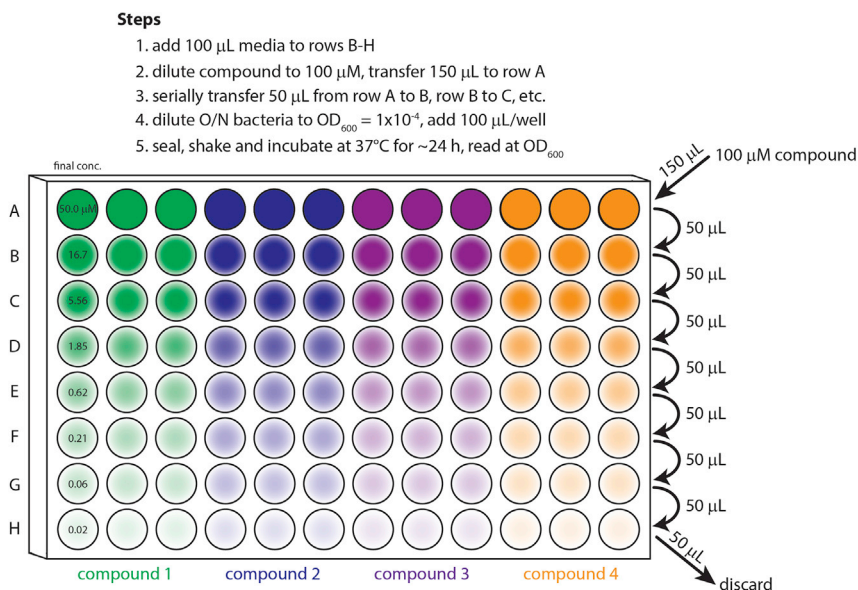 Steps
1. add 100 µL media to rows B-H
2. dilute compound to 100 µM, transfer 150 µL to row A
3. serially transfer 50 µL from row A to B, row B to C, etc.
4. dilute O/N bacteria to OD600 = 1x10-4, add 100 µL/well
5. seal, shake and incubate at 37ºC for ~24 h, read at OD600
final conc.
150 µL
100 µM compound
A
50.0 µM
50 µL
B
16.7
50 µL
C
5.56
50 µL
D
1.85
50 µL
E
0.62
50 µL
F
0.21
50 µL
G
0.06
50 µL
H
0.02
50 µL
discard
compound 1
compound 2
compound 3
compound 4